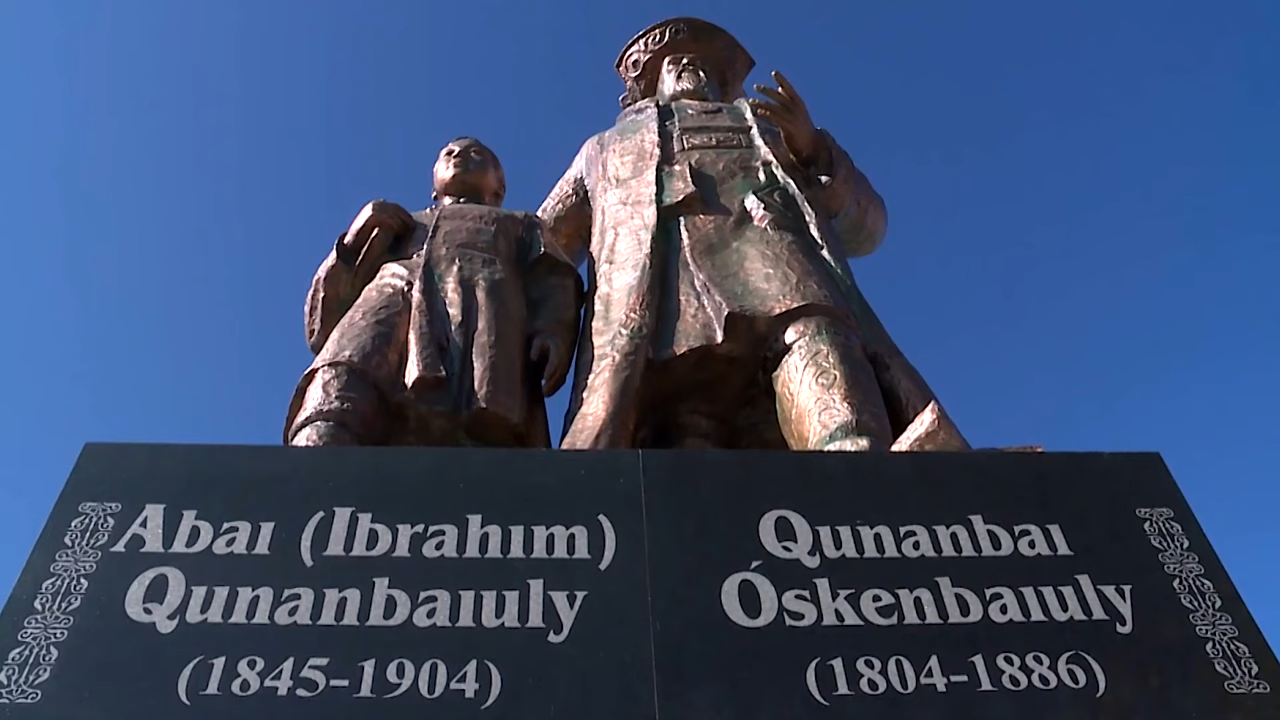 Abaı (Ibrahım)
Qunanbaıuly
(1845-1904)
Qunanbaı
Óskenbaıuly
(1804-1886)